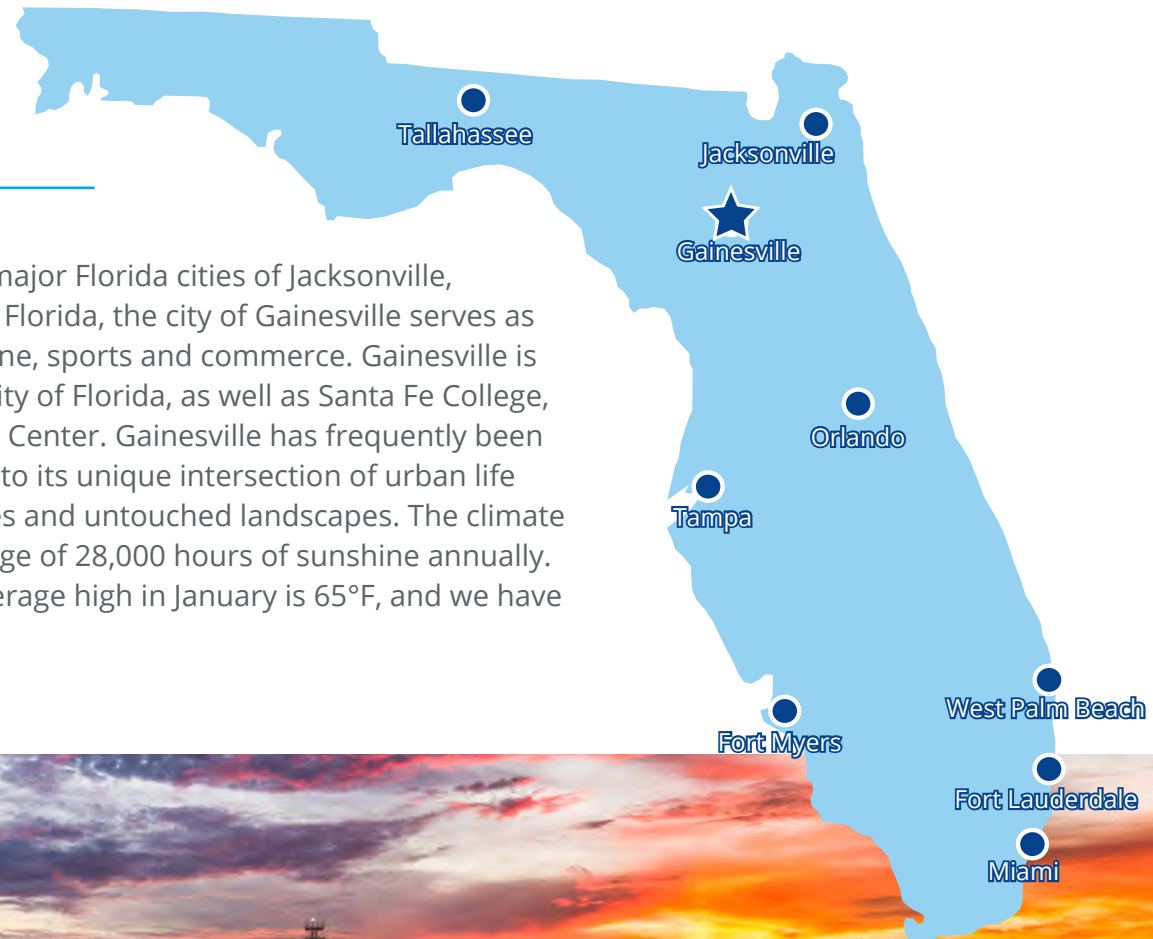 Tallahassee
Jacksonville
Gainesville
major Florida cities of Jacksonville,
Florida, the city of Gainesville serves as
ne, sports and commerce. Gainesville is
ity of Florida, as well as Santa Fe College,
Center. Gainesville has frequently been
to its unique intersection of urban life
es and untouched landscapes. The climate
ge of 28,000 hours of sunshine annually.
erage high in January is 65°F, and we have
Orlando
Tampa
West Palm Beach
Fort Myers
Fort Lauderdale
Miami